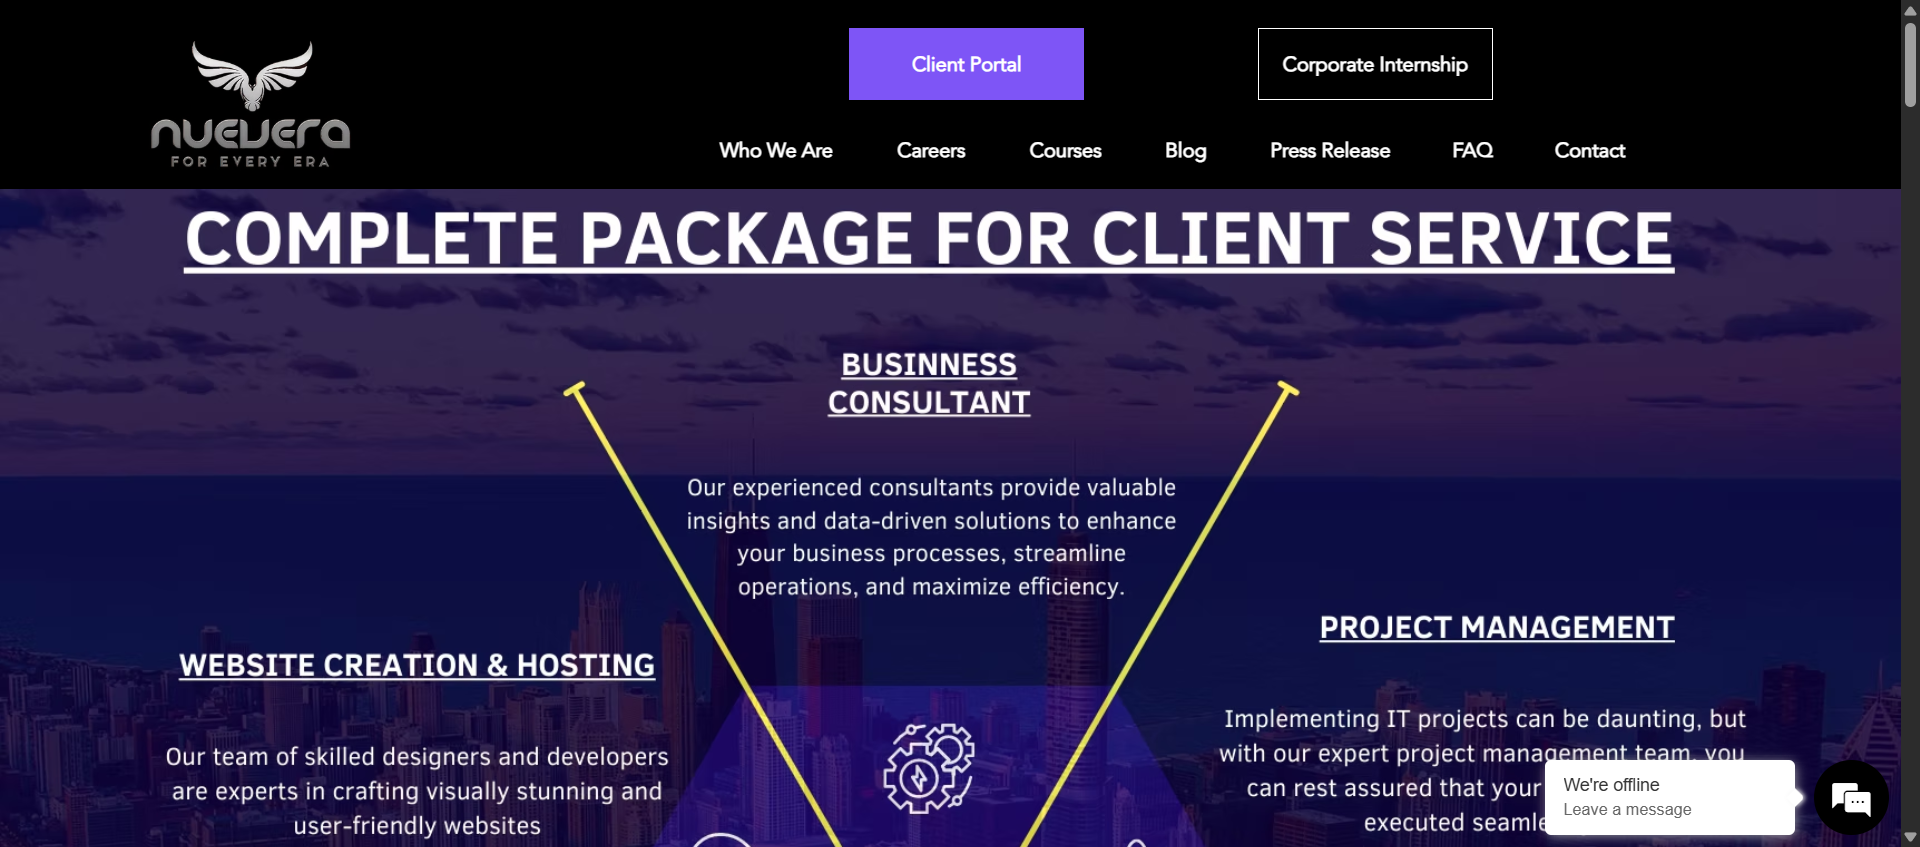 Client Portal
Corporate Internship
NUEVERA
FOR EVERY ERA
Who We Are
Careers
Courses
Blog
Press Release
FAQ
Contact
COMPLETE PACKAGE FOR CLIENT SERVICE
BUSINNESS
CONSULTANT
Our experienced consultants provide valuable
insights and data-driven solutions to enhance
your business processes, streamline
operations, and maximize efficiency.
WEBSITE CREATION & HOSTING
Our team of skilled designers and developers
are experts in crafting visually stunning and
user-friendly websites
PROJECT MANAGEMENT
Implementing IT projects can be daunting, but
with our expert project management team, you
can rest assured that your
executed
We're offline
Leave a message